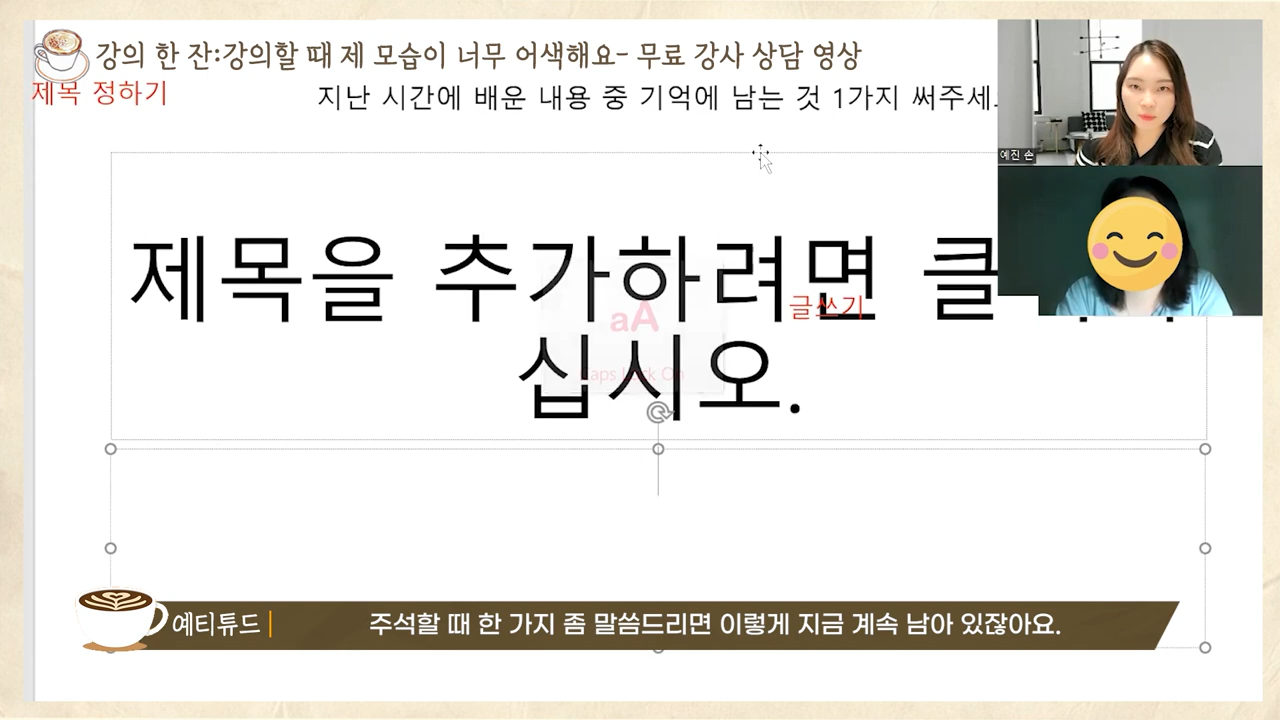 강의 한 잔:강의할 때 제 모습이 너무 어색해요- 무료 강사 상담 영상
제목 정하기
지난 시간에 배운 내용 중 기억에 남는 것 1가지 써주세
예진 손
제목을 추가하려면 클
글쓰기
aA
Caps Lock On
십시오.
예티튜드
주석할 때 한 가지 좀 말씀드리면 이렇게 지금 계속 남아 있잖아요.